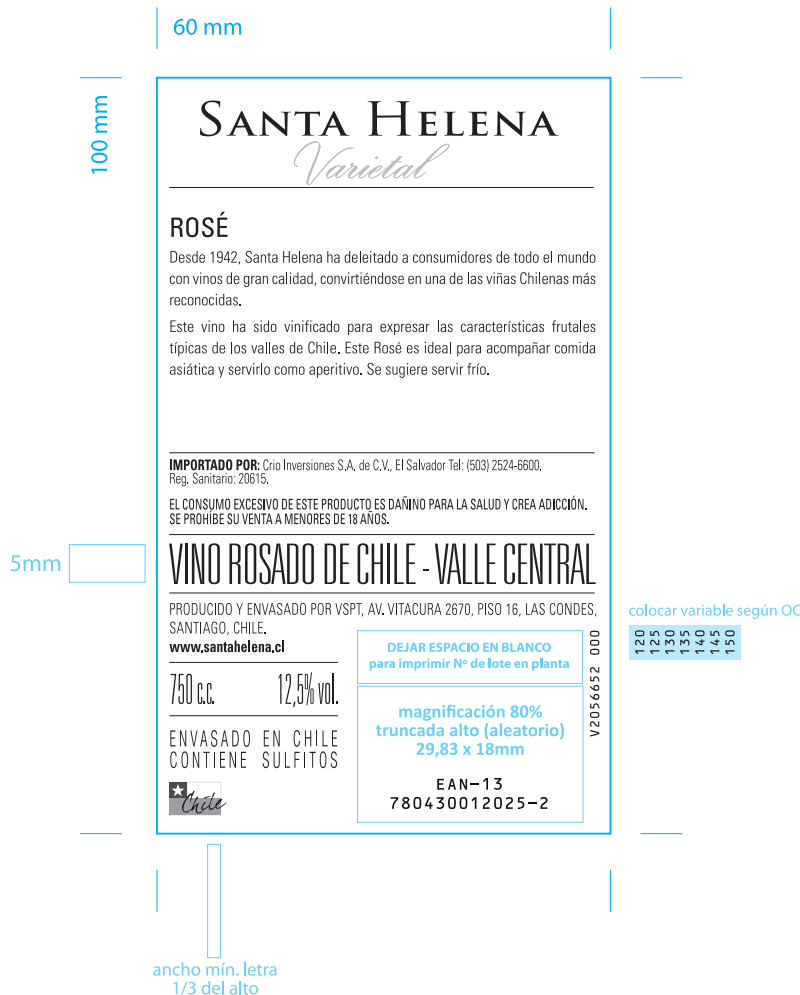 60 mm
100 mm
SANTA HELENA
Varietal
ROSÉ
Desde 1942, Santa Helena ha deleitado a consumidores de todo el mundo
con vinos de gran calidad, convirtiéndose en una de las viñas Chilenas más
reconocidas.
Este vino ha sido vinificado para expresar las características frutales
típicas de los valles de Chile. Este Rosé es ideal para acompañar comida
asiática y servirlo como aperitivo. Se sugiere servir frío.
IMPORTADO POR: Crio Inversiones S.A. de C.V., El Salvador Tel: (503) 2524-6600.
Reg. Sanitario: 20615.
EL CONSUMO EXCESIVO DE ESTE PRODUCTO ES DAÑINO PARA LA SALUD Y CREA ADICCIÓN.
SE PROHÍBE SU VENTA A MENORES DE 18 AÑOS.
5mm
VINO ROSADO DE CHILE - VALLE CENTRAL
PRODUCIDO Y ENVASADO POR VSPT, AV. VITACURA 2670, PISO 16, LAS CONDES,
SANTIAGO, CHILE.
www.santahelena.cl
750 c.c. 12,5% vol.
ENVASADO EN CHILE
CONTIENE SULFITOS
Chile
DEJAR ESPACIO EN BLANCO
para imprimir Nº de lote en planta
magnificación 80%
truncada alto (aleatorio)
29,83 x 18mm
EAN-13
780430012025-2
V2056652 000
colocar variable según OC
120
125
130
135
140
145
150
ancho mín. letra
1/3 del alto